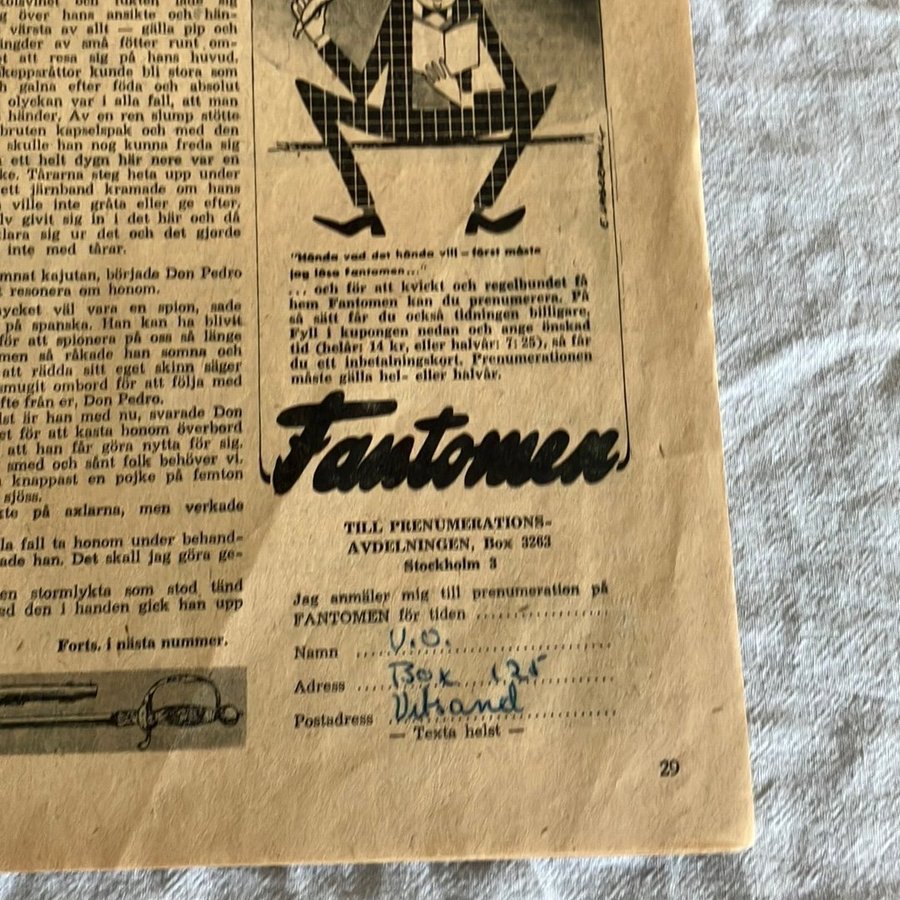 g över hans ansikte och hän-
värsta av allt — gälla pip och
ingder av små fötter runt om-
t att resa sig på hans huvud.
keppsråttor kunde bli stora som
h galna efter föda och absolut
olyckan var i alla fall, att man
händer. Av en ren slump stötte
bruten kapselspak och med den
skulle han nog kunna freda sig
ett helt dygn här nere var en
ke. Tårarna steg heta upp under
ett järnband kramade om hans
ville inte gråta eller ge efter.
lv givit sig in i det här och då
lara sig ur det och det gjorde
inte med tårar.
mnat kajutan, började Don Pedro
resonera om honom.
ycket väl vara en spion, sade
på spanska. Han kan ha blivit
för att spionera på oss så länge
men så råkade han somna och
att rädda sitt eget skinn säger
smugit ombord för att följa med
fte från er, Don Pedro.
lst är han med nu, svarade Don
et för att kasta honom överbord
att han får göra nytta för sig.
smed och sånt folk behöver vi.
knappast en pojke på femton
sjöss.
te på axlarna, men verkade
la fall ta honom under behand-
ade han. Det skall jag göra ge-
en stormlykta som stod tänd
ed den i handen gick han upp
Forts. i nästa nummer.
"Hända vad det hända vill – först måste
jag läsa Fantomen..."
... och för att kvickt och regelbundet få
hem Fantomen kan du prenumerera. På
så sätt får du också tidningen billigare.
Fyll i kupongen nedan och ange önskad
tid (helår: 14 kr, eller halvår: 7: 25), så får
du ett inbetalningskort. Prenumerationen
måste gälla hel- eller halvår.
Fantomen
TILL PRENUMERATIONS-
AVDELNINGEN, Box 3263
Stockholm 3
Jag anmäler mig till prenumeration på
FANTOMEN för tiden ....................
Namn ..... V.O. ....................
Adress ..... Box 125 ....................
Postadress ..... Vitsand ....................
— Texta helst —
29